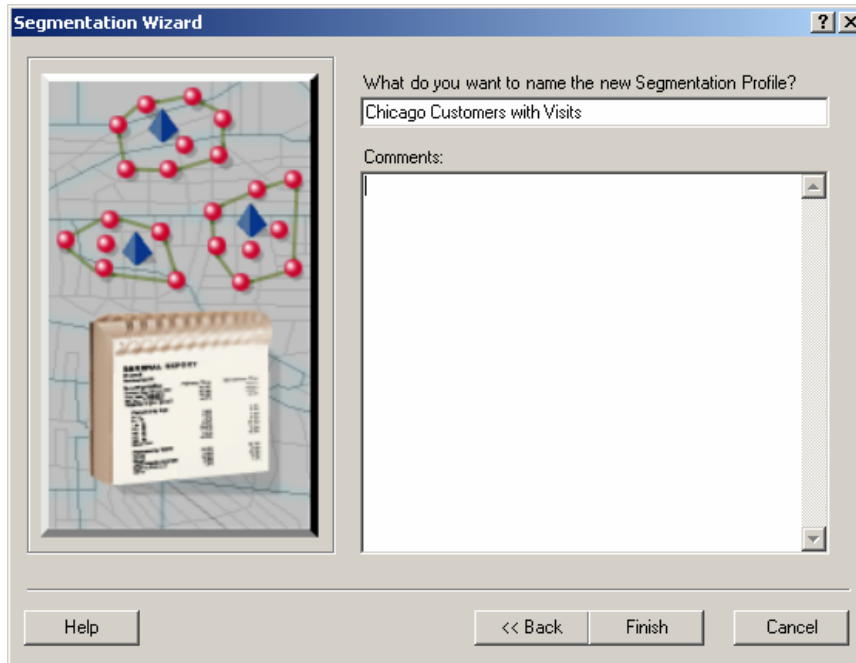 Segmentation Wizard
What do you want to name the new Segmentation Profile?
Chicago Customers with Visits
Comments:
Help
<< Back
Finish
Cancel